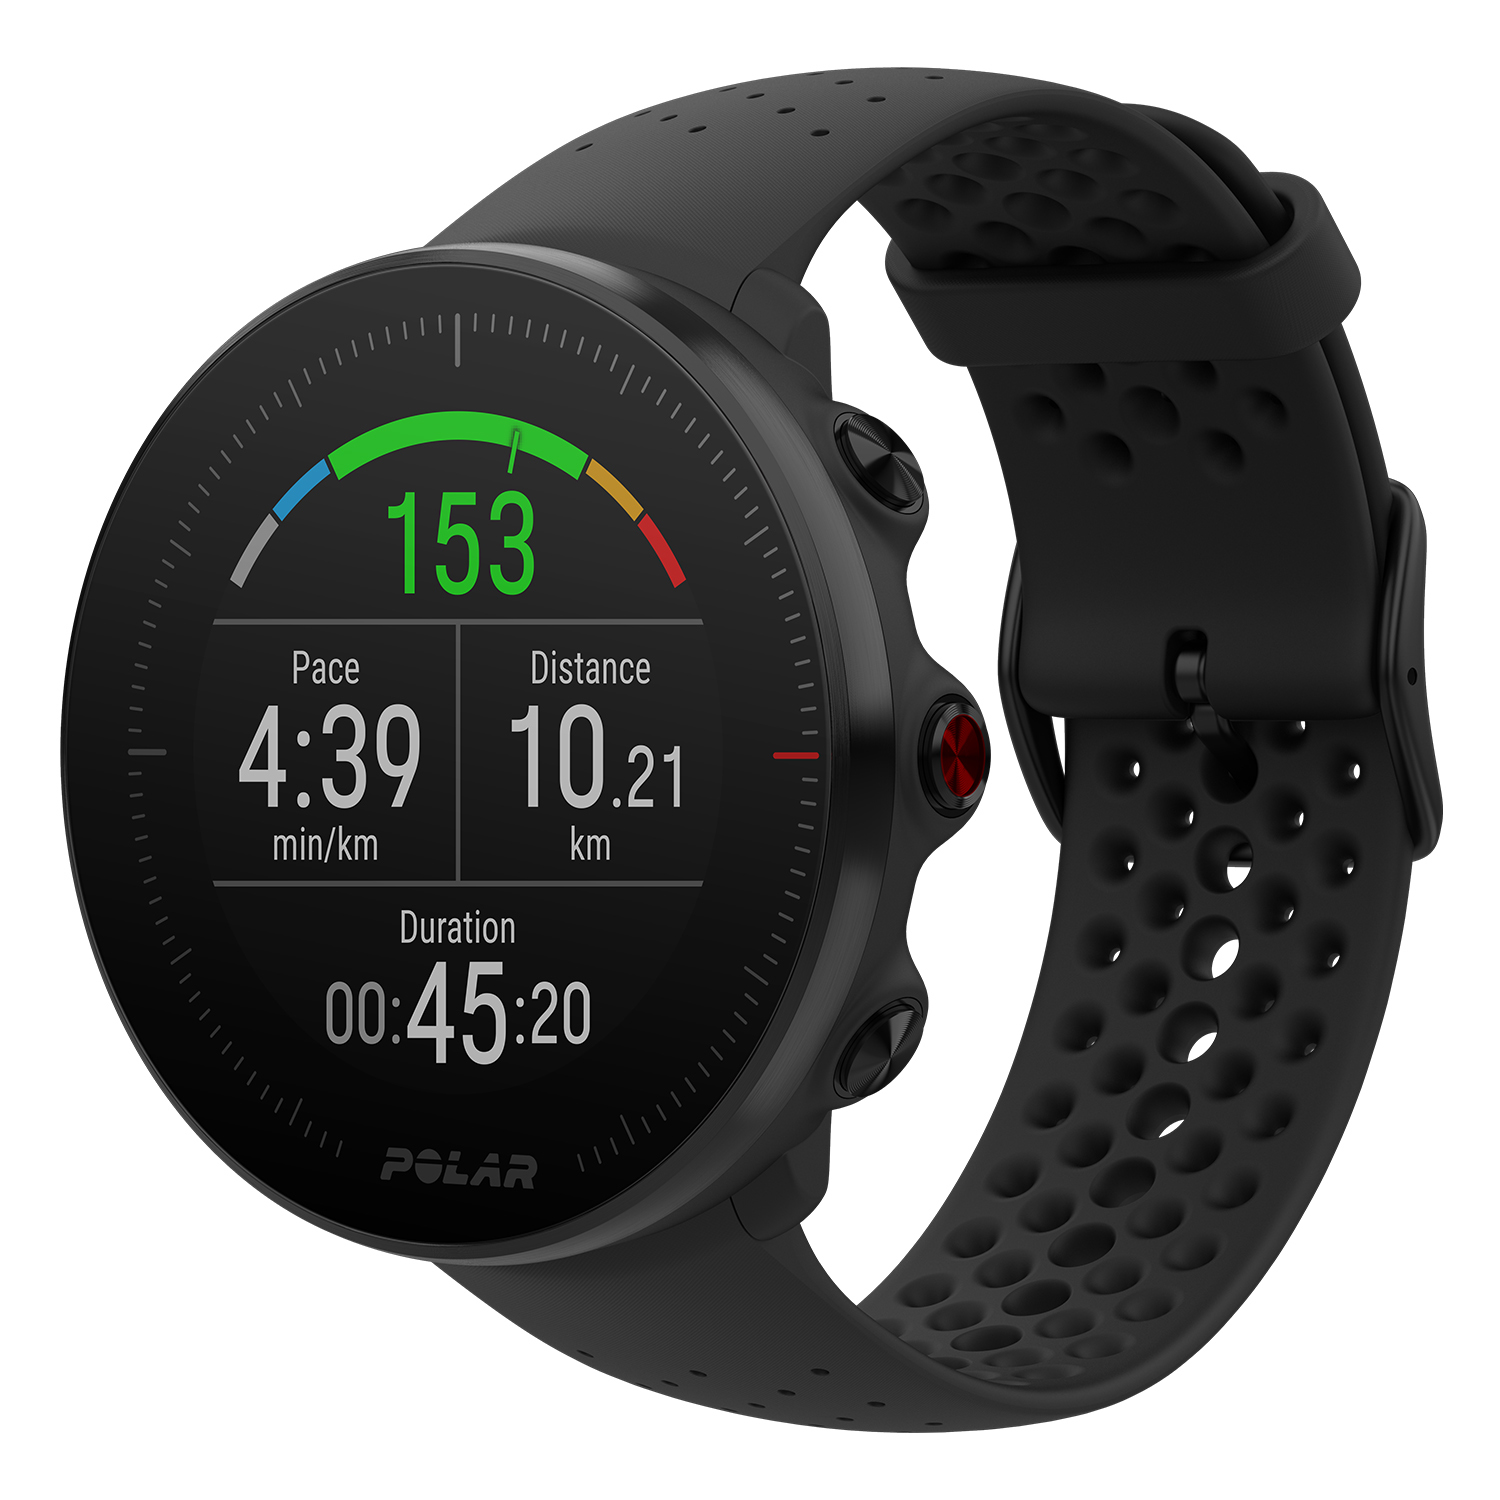 153
Pace Distance
4:39 10.21
min/km km
Duration
00:45:20
POLAR